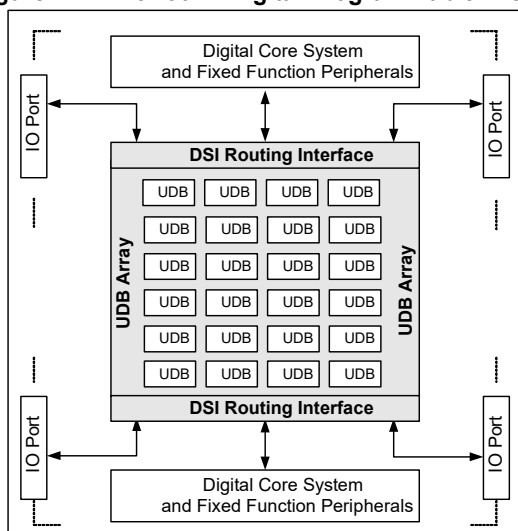 Digital Core System
and Fixed Function Peripherals
IO Port
IO Port
DSI Routing Interface
UDB UDB UDB UDB
UDB UDB UDB UDB
UDB Array
UDB UDB UDB UDB
UDB Array
UDB UDB UDB UDB
UDB UDB UDB UDB
UDB UDB UDB UDB
DSI Routing Interface
IO Port
IO Port
Digital Core System
and Fixed Function Peripherals